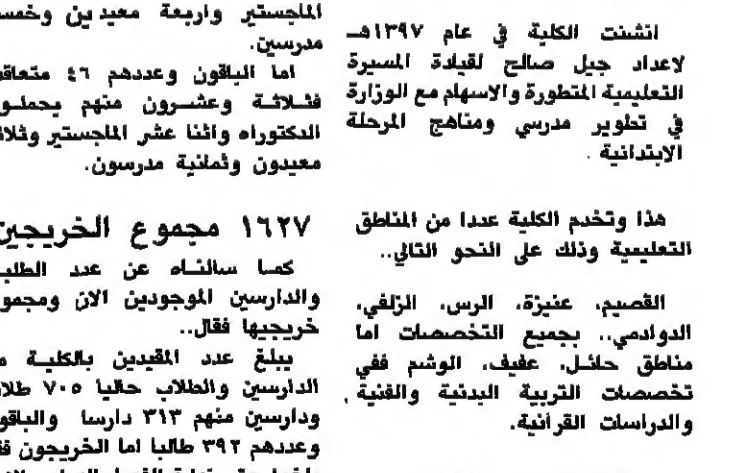 انشئت الكلية في عام ١٣٩٧هـ
لاعداد جيل صالح لقيادة المسيرة
التعليمية المتطورة والاسهام مع الوزارة
في تطوير مدرسي ومناهج المرحلة
الابتدائية .
هذا وتخدم الكلية عددا من المناطق
التعليمية وذلك على النحو التالي..
القصيم، عنيزة، الرس، الزلفي،
الدوادمي.. بجميع التخصصات اما
مناطق حائل، عفيف، الوشم ففي
تخصصات التربية البدنية والفنية
والدراسات القرآنية.
الماجستير واربعة معيدين وخمسة
مدرسين.
اما الباقون وعددهم ٤٦ متعاقد
فثلاثة وعشرون منهم يحملون
الدكتوراه واثنا عشر الماجستير وثلاثة
معيدون وثمانية مدرسون.
١٦٢٧ مجموع الخريجين
كما سالناه عن عدد الطلبة
والدارسين الموجودين الان ومجموع
خريجيها فقال..
يبلغ عدد المقيدين بالكلية من
الدارسين والطلاب حاليا ٧٠٥ طلاب
ودارسين منهم ٣١٣ دارسا والباقون
وعددهم ٣٩٢ طالبا اما الخريجون فقد